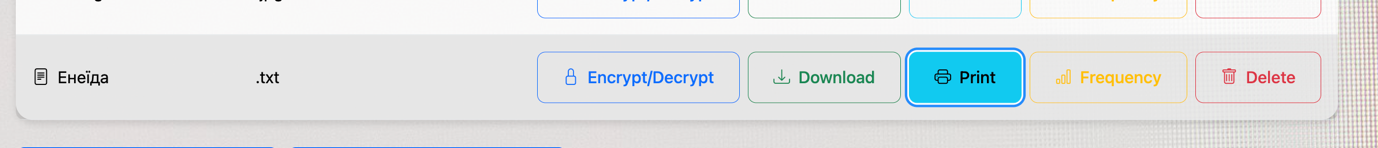 Енеїда .txt Encrypt/Decrypt Download Print Frequency Delete